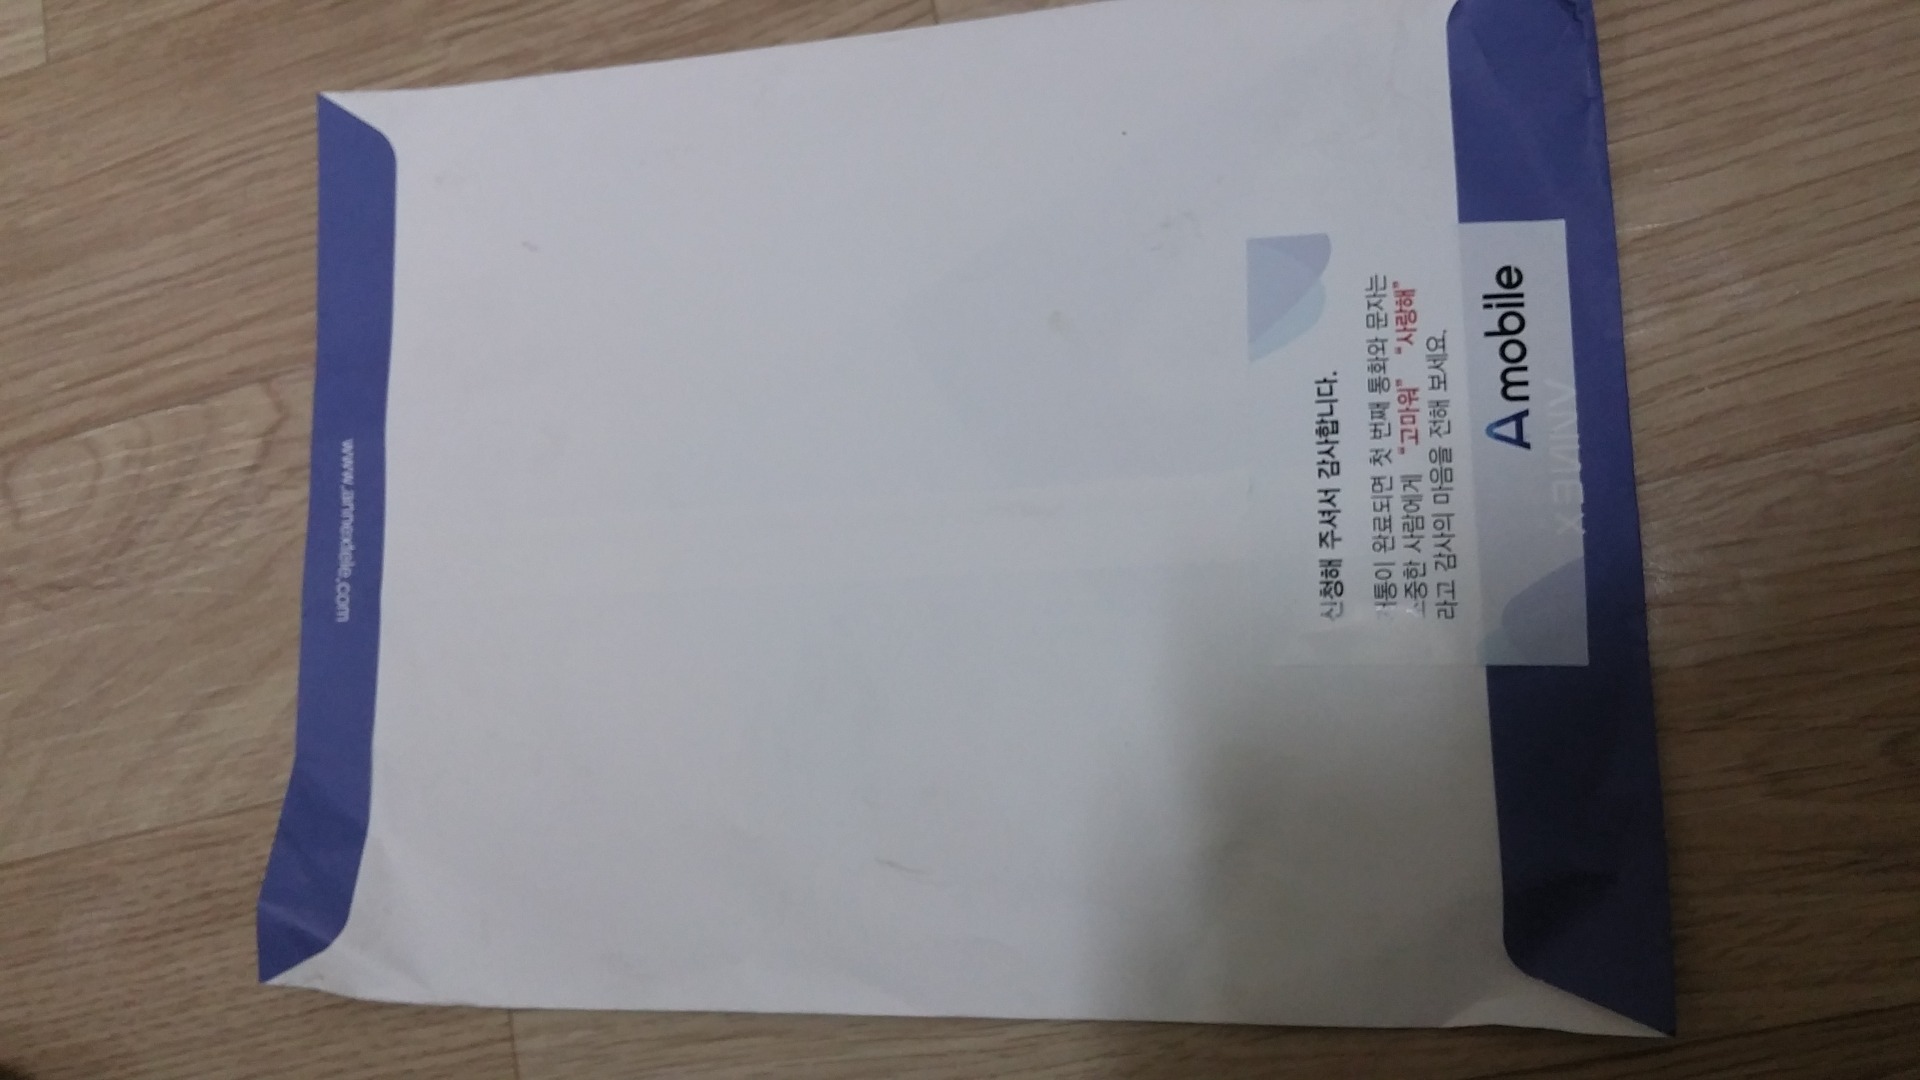 신청해 주셔서 감사합니다.
개통이 완료되면 첫 번째 통화와 문자는
소중한 사람에게 "고마워" "사랑해"
라고 감사의 마음을 전해 보세요.
A mobile
ANNEX
www.annextele.com